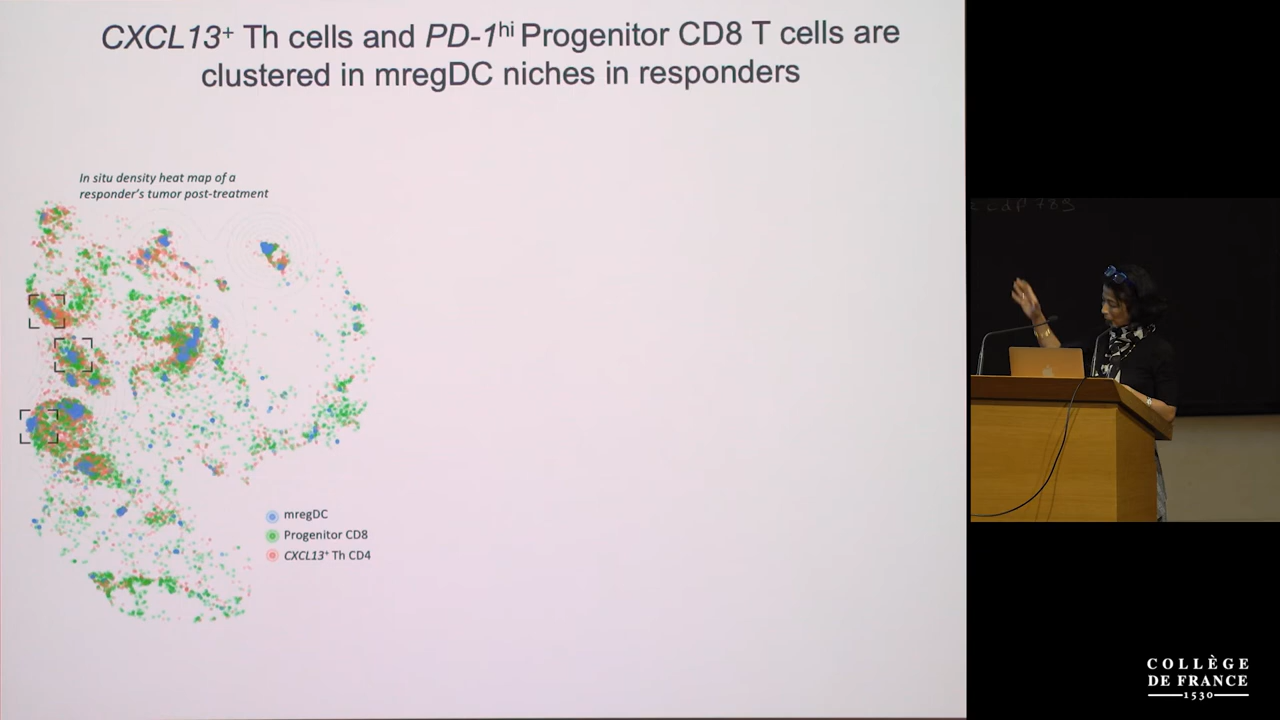 CXCL13⁺ Th cells and PD-1ʰⁱ Progenitor CD8 T cells are
clustered in mregDC niches in responders
In situ density heat map of a
responder's tumor post-treatment
mregDC
Progenitor CD8
CXCL13⁺ Th CD4
COLLÈGE
DE FRANCE
1530